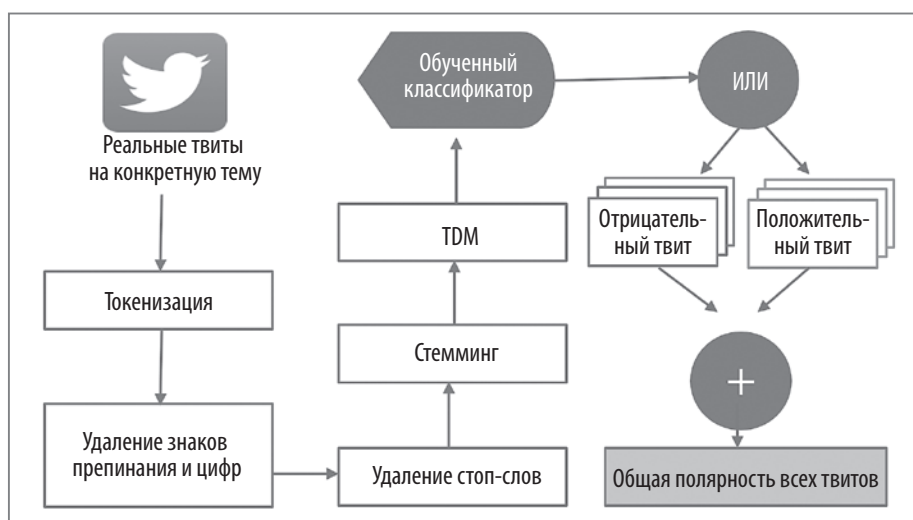 Реальные твиты
на конкретную тему
Токенизация
Удаление знаков
препинания и цифр
Удаление стоп-слов
Стемминг
TDM
Обученный
классификатор
ИЛИ
Отрицатель-
ный твит
Положитель-
ный твит
+
Общая полярность всех твитов